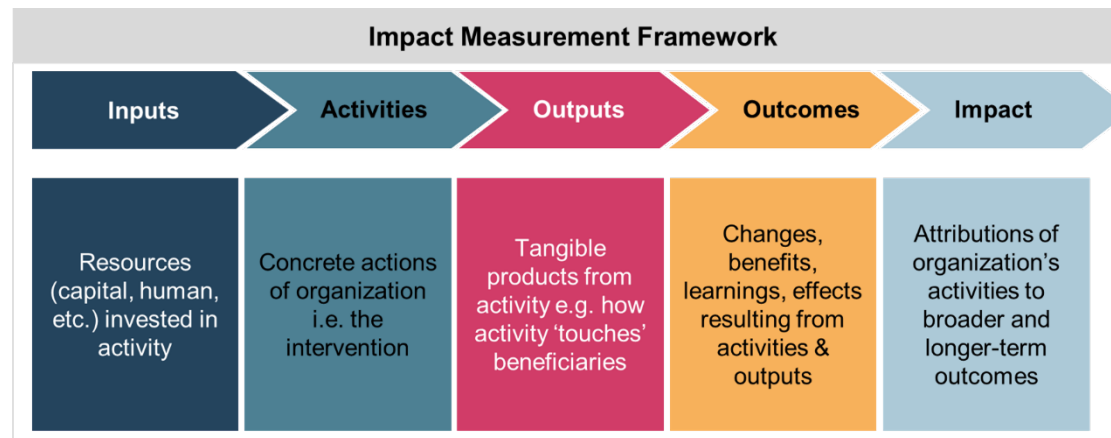 Impact Measurement Framework
Inputs
Activities
Outputs
Outcomes
Impact
Resources
(capital, human,
etc.) invested in
activity
Concrete actions
of organization
i.e. the
intervention
Tangible
products from
activity e.g. how
activity ‘touches’
beneficiaries
Changes,
benefits,
learnings, effects
resulting from
activities &
outputs
Attributions of
organization’s
activities to
broader and
longer-term
outcomes